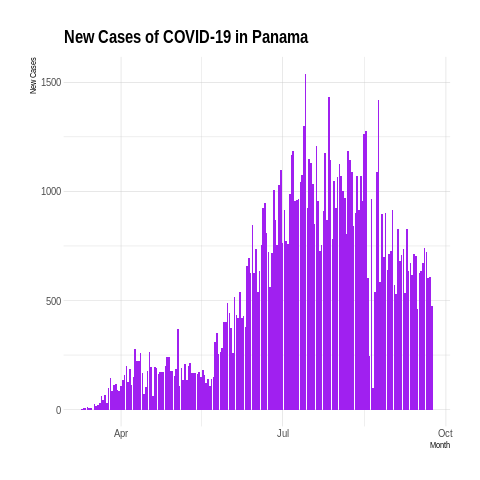 New Cases of COVID-19 in Panama
New Cases
1500
1000
500
0
Apr
Jul
Oct
Month